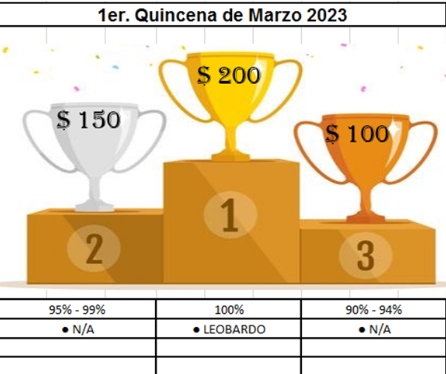 1er. Quincena de Marzo 2023
$ 200
$ 150
$ 100
1
2
3
95% - 99%
100%
90% - 94%
● N/A
● LEOBARDO
● N/A